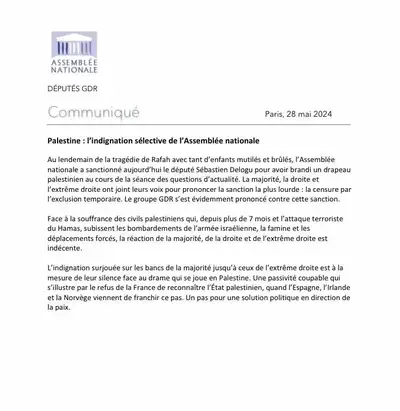 ASSEMBLÉE
NATIONALE
DÉPUTÉS GDR
Communiqué
Paris, 28 mai 2024
Palestine : l’indignation sélective de l’Assemblée nationale
Au lendemain de la tragédie de Rafah avec tant d’enfants mutilés et brûlés, l’Assemblée
nationale a sanctionné aujourd’hui le député Sébastien Delogu pour avoir brandi un drapeau
palestinien au cours de la séance des questions d’actualité. La majorité, la droite et
l’extrême droite ont joint leurs voix pour prononcer la sanction la plus lourde : la censure par
l’exclusion temporaire. Le groupe GDR s’est évidemment prononcé contre cette sanction.
Face à la souffrance des civils palestiniens qui, depuis plus de 7 mois et l’attaque terroriste
du Hamas, subissent les bombardements de l’armée israélienne, la famine et les
déplacements forcés, la réaction de la majorité, de la droite et de l’extrême droite est
indécente.
L’indignation surjouée sur les bancs de la majorité jusqu’à ceux de l’extrême droite est à la
mesure de leur silence face au drame qui se joue en Palestine. Une passivité coupable qui
s’illustre par le refus de la France de reconnaître l’État palestinien, quand l’Espagne, l’Irlande
et la Norvège viennent de franchir ce pas. Un pas pour une solution politique en direction de
la paix.